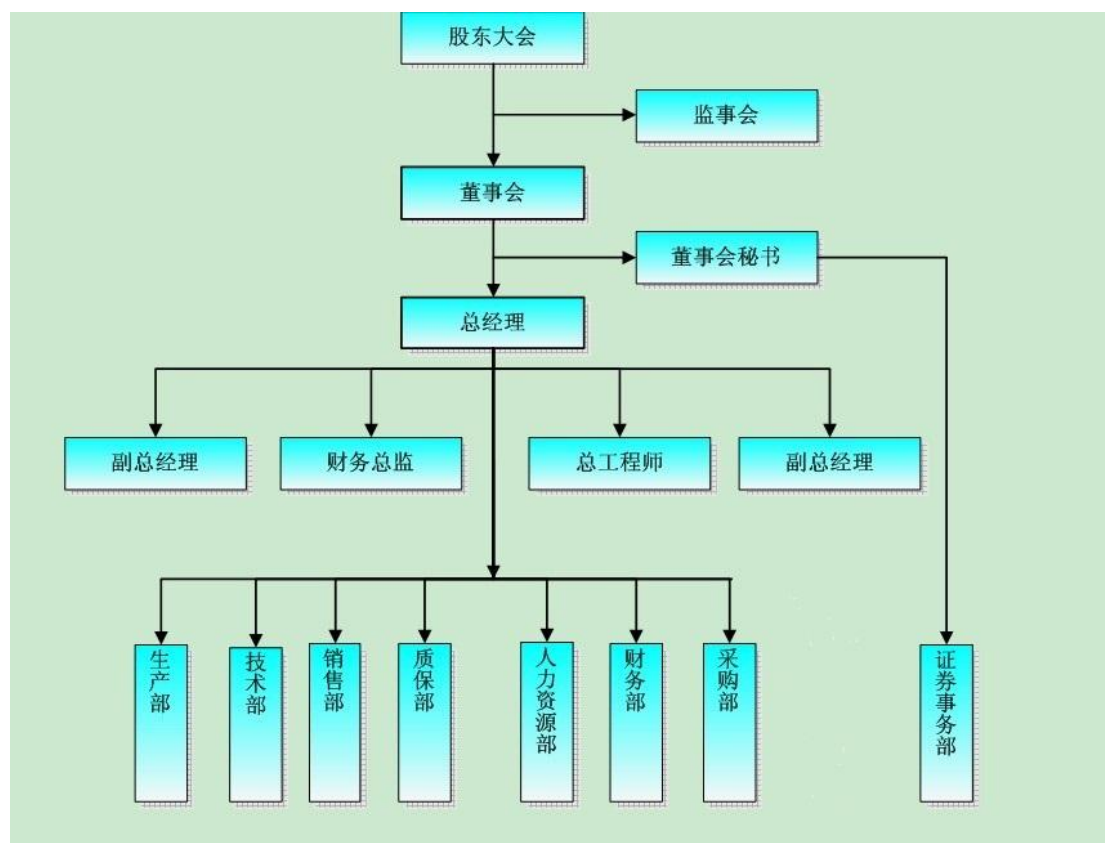 股东大会
监事会
董事会
董事会秘书
总经理
副总经理
财务总监
总工程师
副总经理
生产部
技术部
销售部
质保部
人力资源部
财务部
采购部
证券事务部